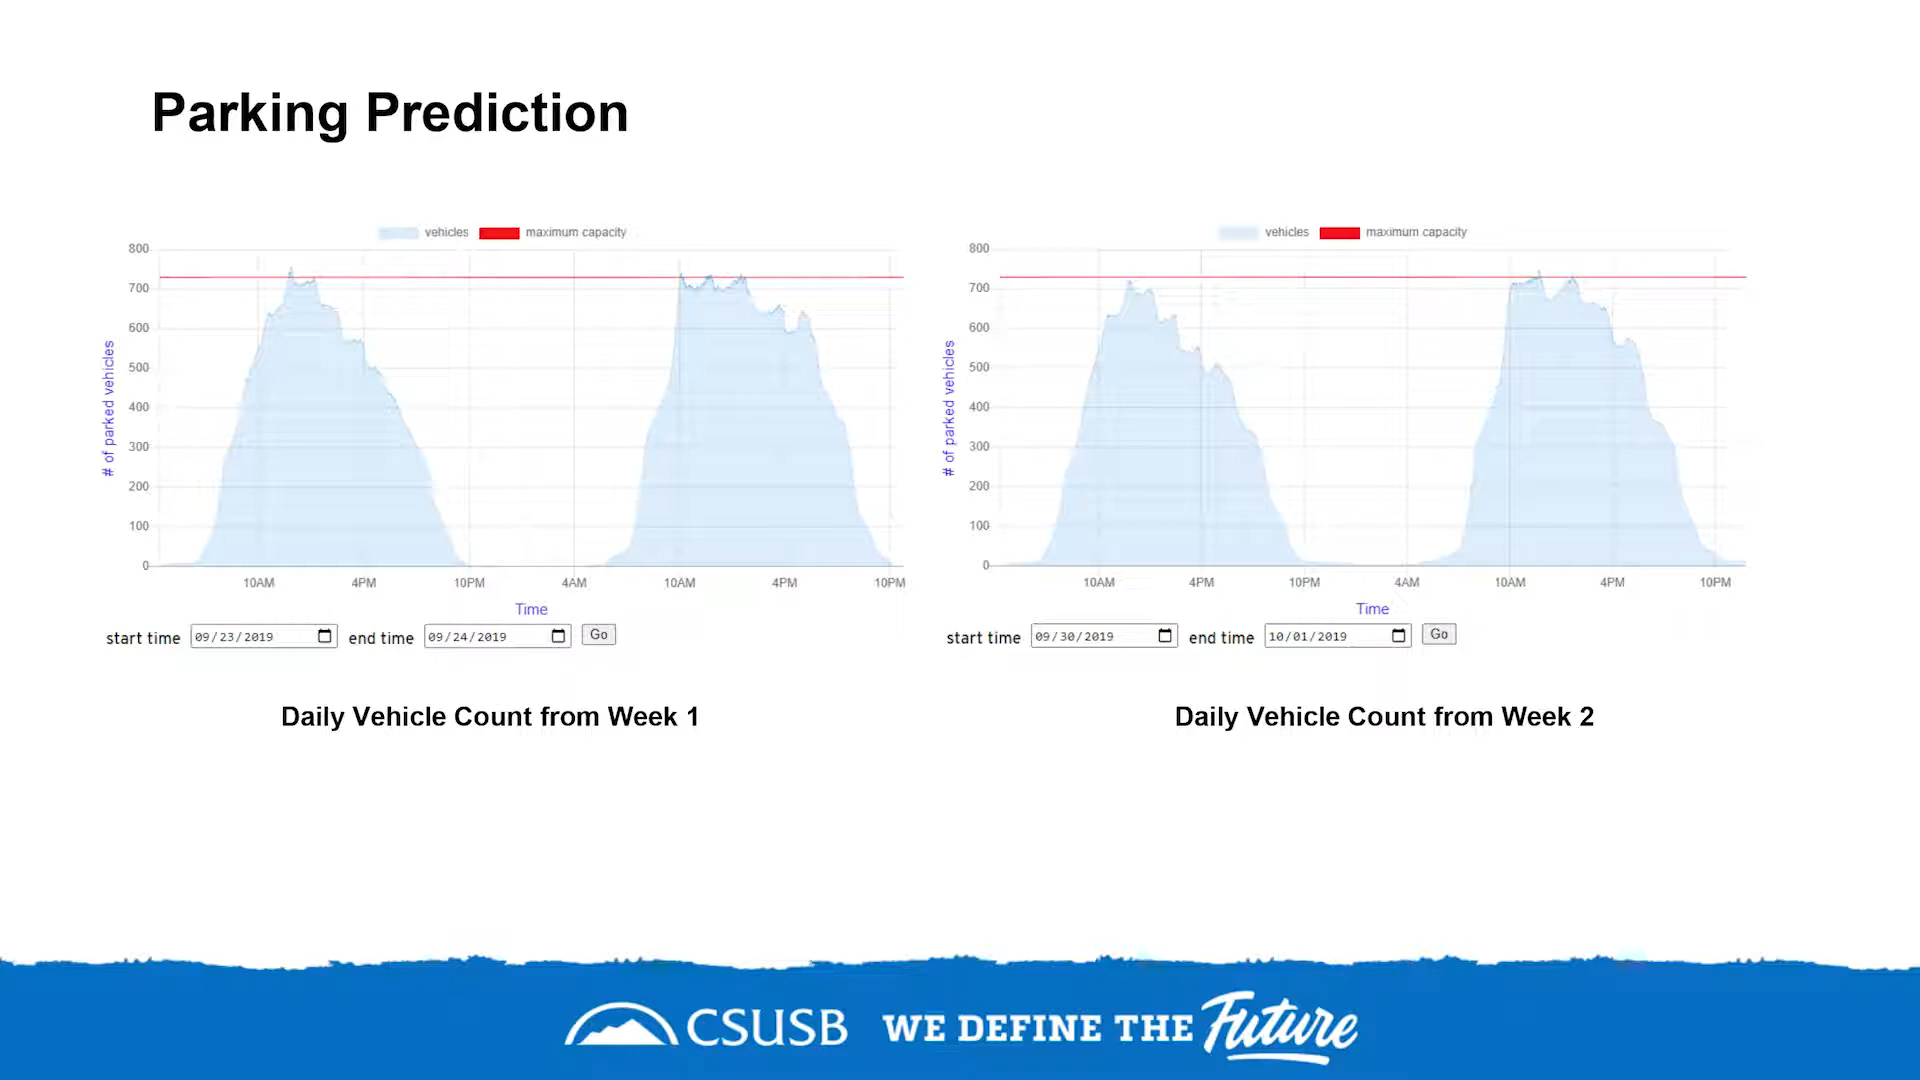 Parking Prediction
vehicles maximum capacity
800
700
600
500
400
300
200
100
0
# of parked vehicles
10AM 4PM 10PM 4AM 10AM 4PM 10PM
Time
start time 09/23/2019 end time 09/24/2019 Go
Daily Vehicle Count from Week 1
vehicles maximum capacity
800
700
600
500
400
300
200
100
0
# of parked vehicles
10AM 4PM 10PM 4AM 10AM 4PM 10PM
Time
start time 09/30/2019 end time 10/01/2019 Go
Daily Vehicle Count from Week 2
CSUSB WE DEFINE THE Future